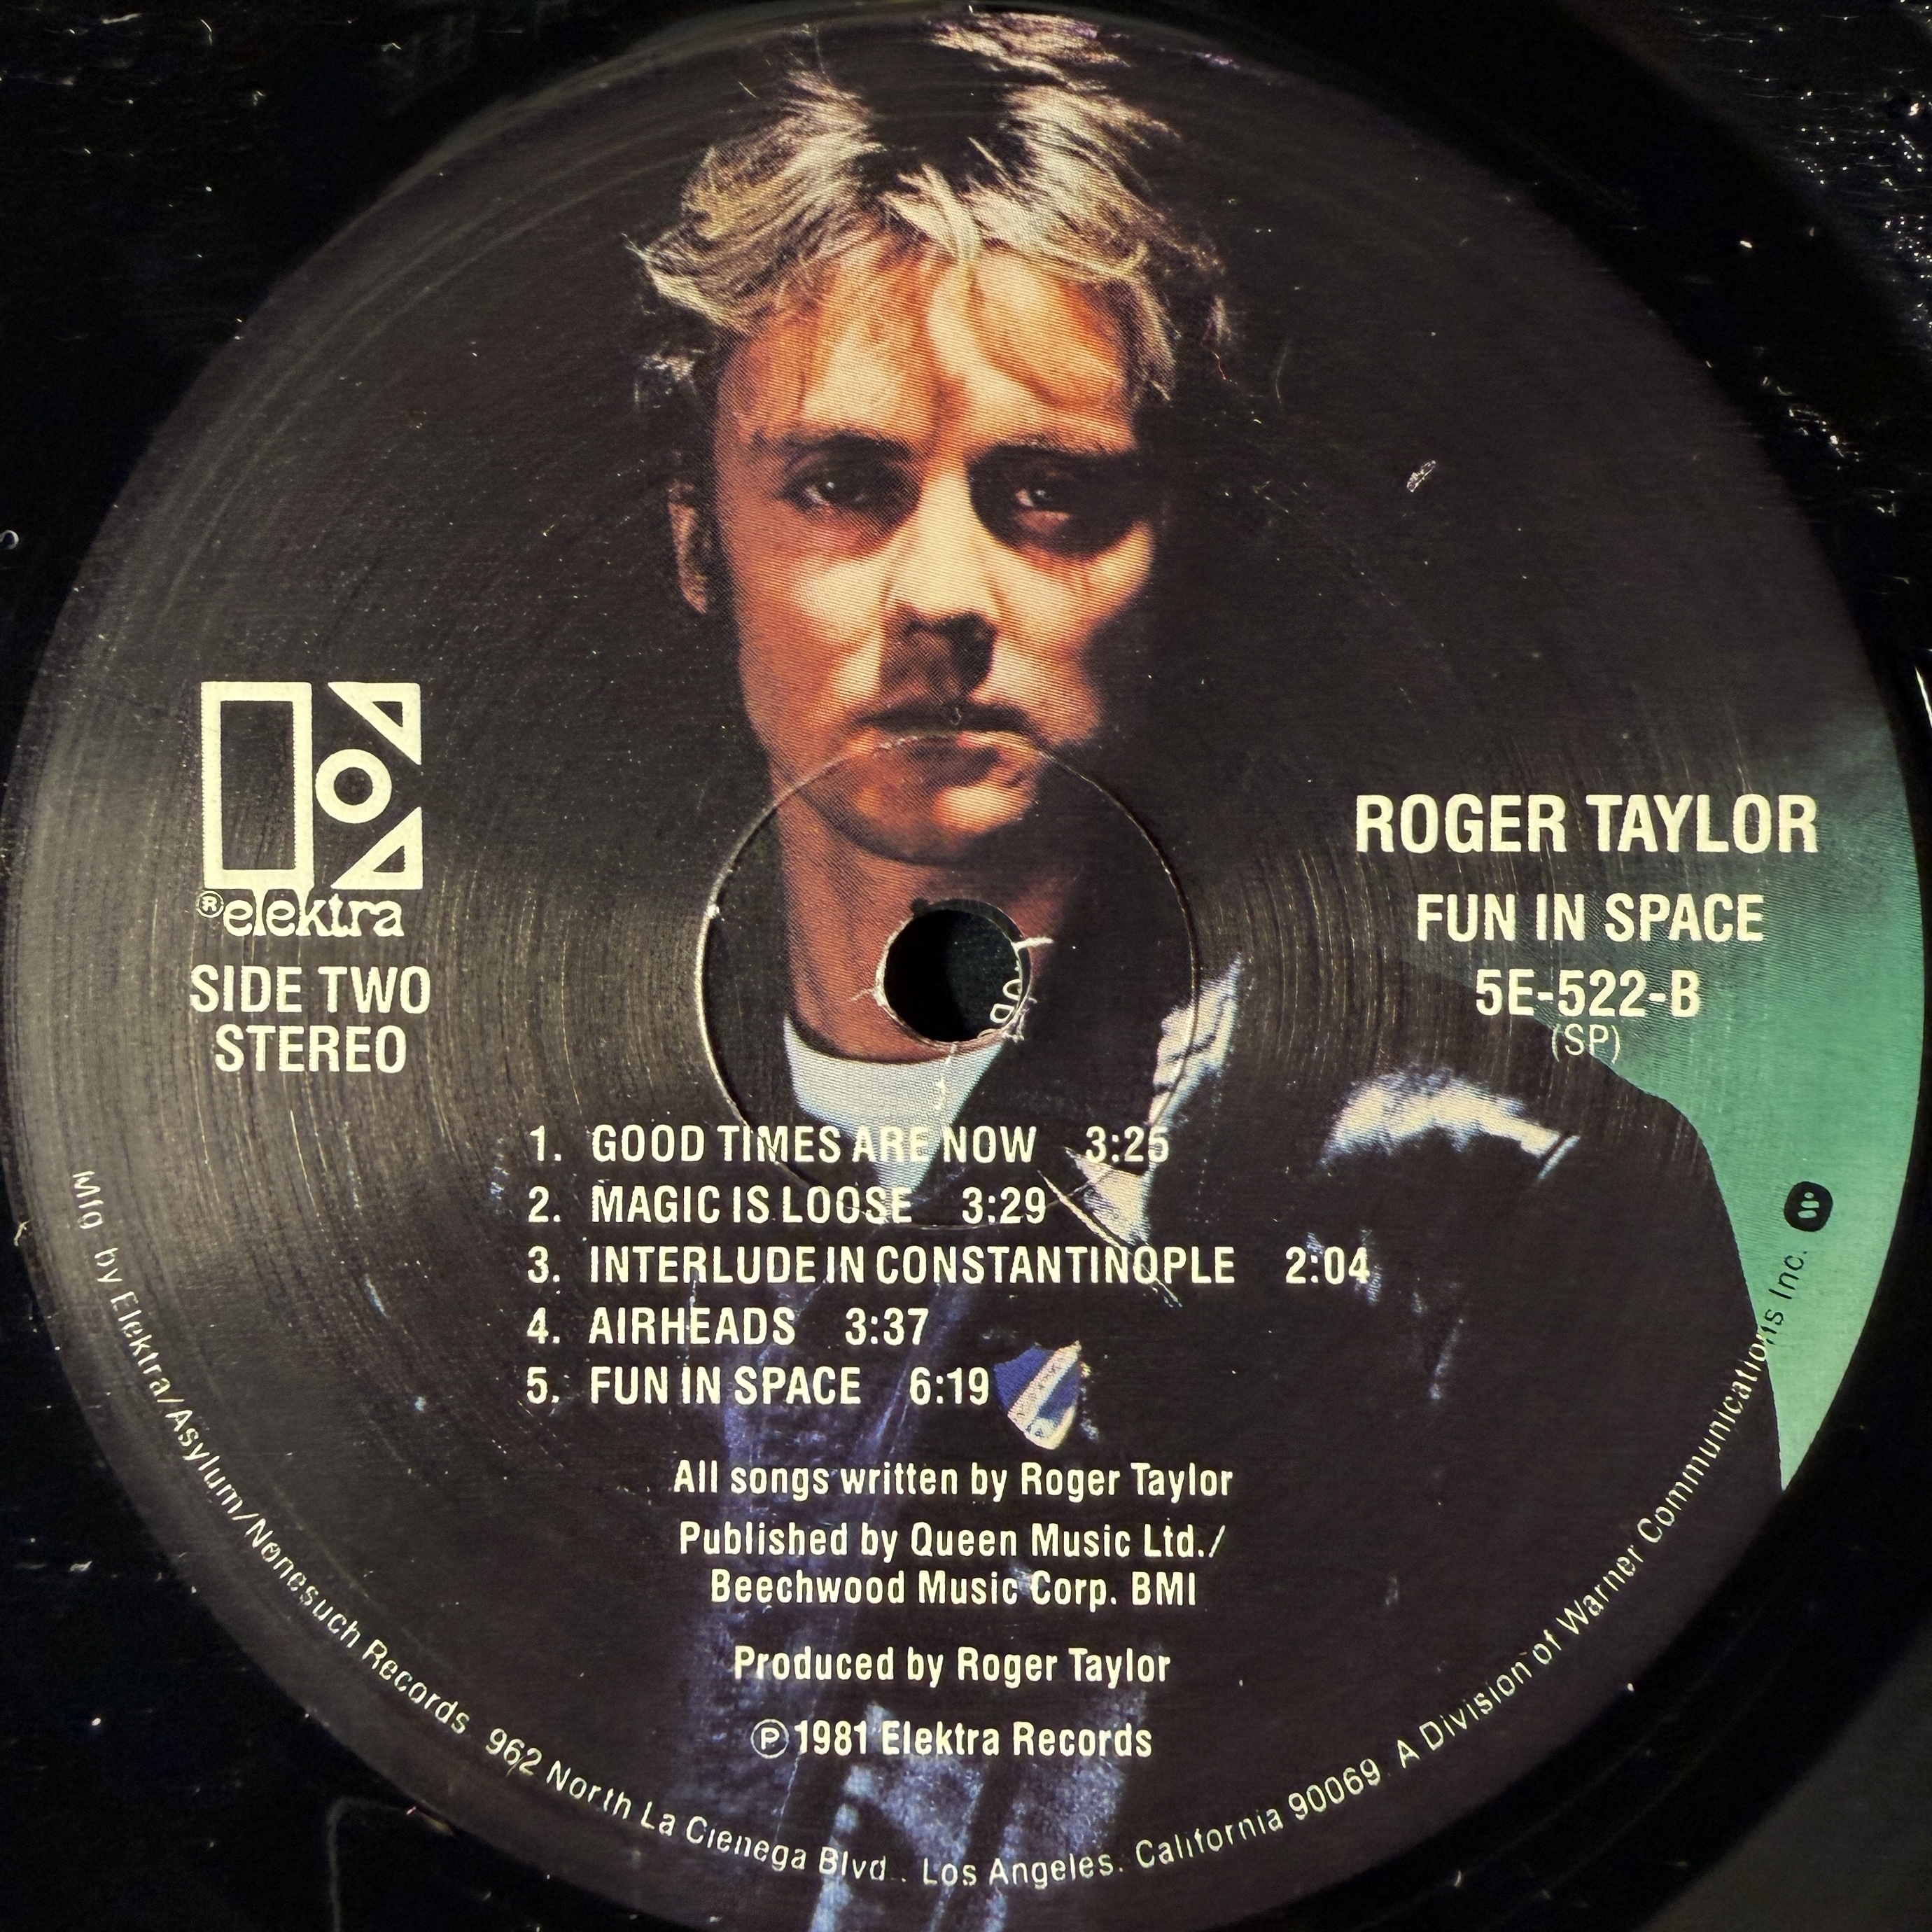 ®elektra
SIDE TWO
STEREO
ROGER TAYLOR
FUN IN SPACE
5E-522-B
(SP)
1. GOOD TIMES ARE NOW 3:25
2. MAGIC IS LOOSE 3:29
3. INTERLUDE IN CONSTANTINOPLE 2:04
4. AIRHEADS 3:37
5. FUN IN SPACE 6:19
All songs written by Roger Taylor
Published by Queen Music Ltd./
Beechwood Music Corp. BMI
Produced by Roger Taylor
℗ 1981 Elektra Records
Mfg. by Elektra/Asylum/Nonesuch Records 962 North La Cienega Blvd., Los Angeles, California 90069. A Division of Warner Communications Inc.